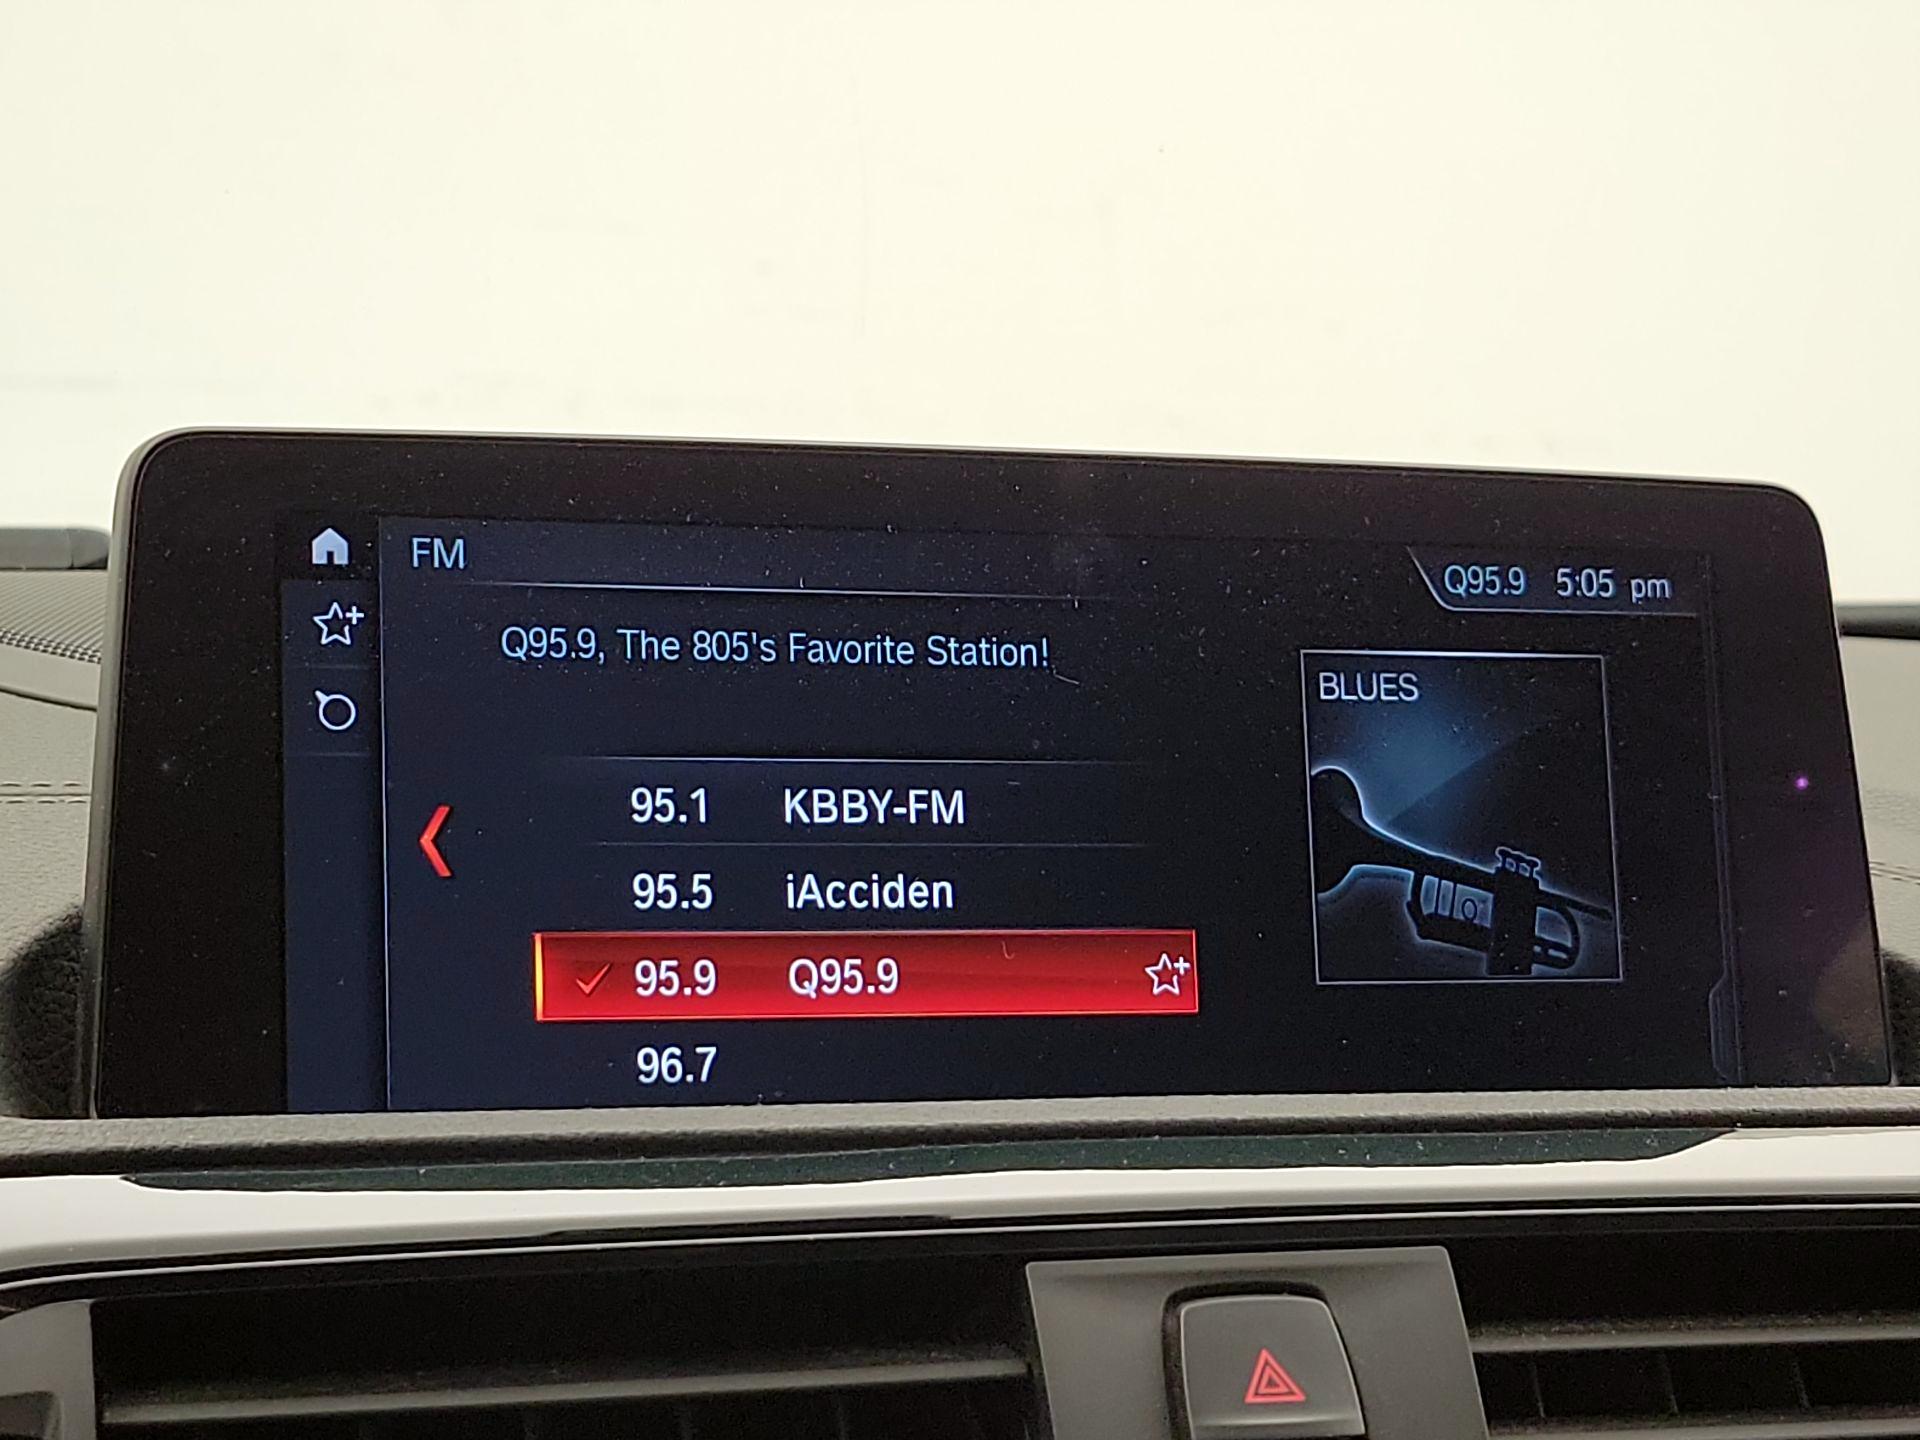 FM
Q95.9 5:05 pm
Q95.9, The 805's Favorite Station!
BLUES
95.1 KBBY-FM
95.5 iAcciden
95.9 Q95.9
96.7